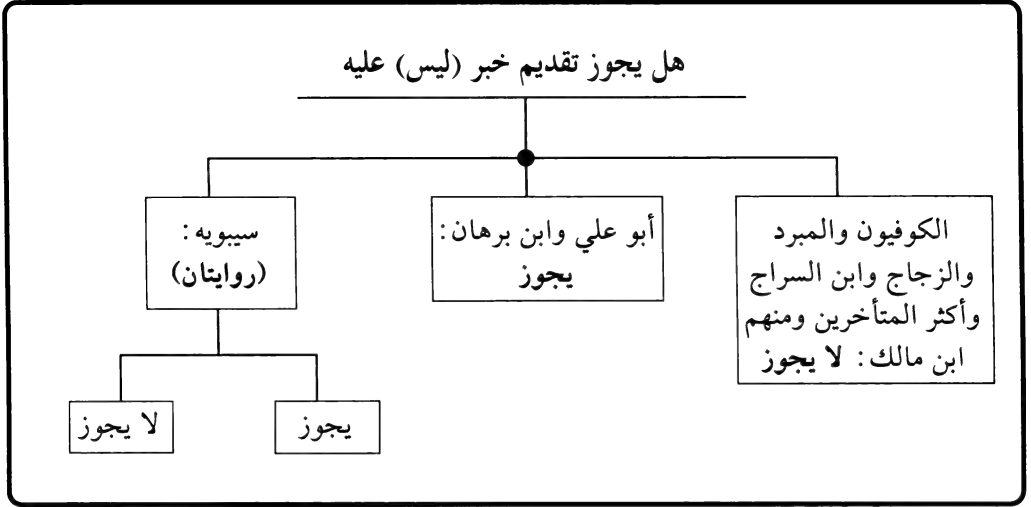 هل يجوز تقديم خبر (ليس) عليه
الكوفيون والمبرد
والزجاج وابن السراج
وأكثر المتأخرين ومنهم
ابن مالك: لا يجوز
أبو علي وابن برهان:
يجوز
سيبويه:
(روايتان)
يجوز
لا يجوز